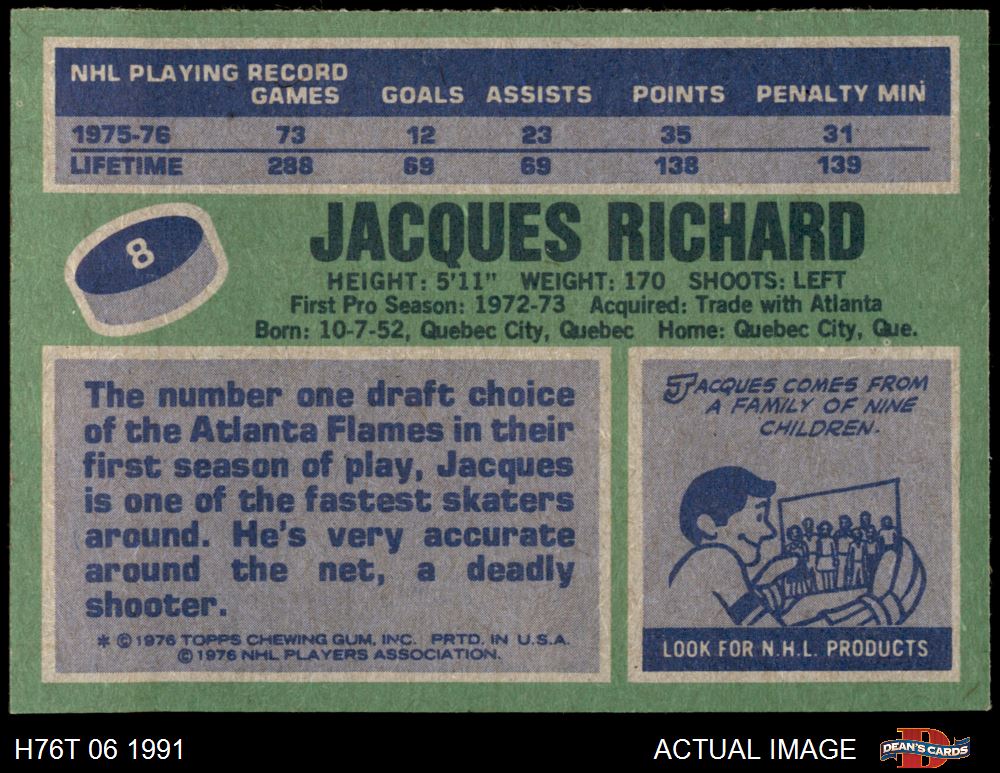 NHL PLAYING RECORD
GAMES GOALS ASSISTS POINTS PENALTY MIN
1975-76 73 12 23 35 31
LIFETIME 288 69 69 138 139
8
JACQUES RICHARD
HEIGHT: 5'11" WEIGHT: 170 SHOOTS: LEFT
First Pro Season: 1972-73 Acquired: Trade with Atlanta
Born: 10-7-52, Quebec City, Quebec Home: Quebec City, Que.
The number one draft choice
of the Atlanta Flames in their
first season of play, Jacques
is one of the fastest skaters
around. He's very accurate
around the net, a deadly
shooter.
* © 1976 TOPPS CHEWING GUM, INC. PRTD. IN U.S.A.
© 1976 NHL PLAYERS ASSOCIATION.
JACQUES COMES FROM
A FAMILY OF NINE
CHILDREN.
LOOK FOR N.H.L. PRODUCTS
H76T 06 1991 ACTUAL IMAGE DEAN'S CARDS